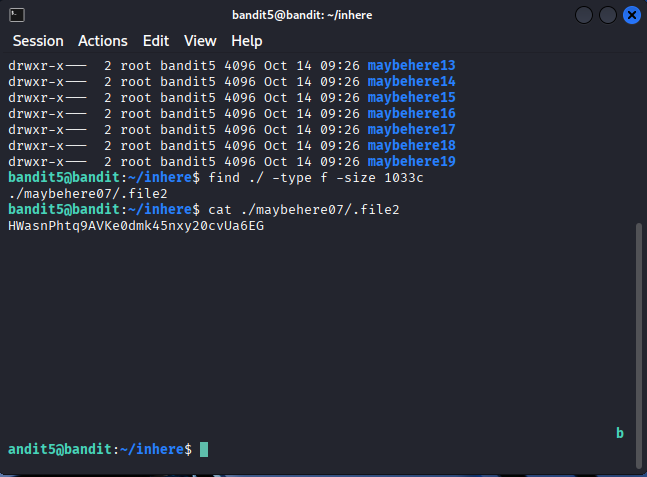 bandit5@bandit: ~/inhere
Session Actions Edit View Help
drwxr-x--- 2 root bandit5 4096 Oct 14 09:26 maybehere13
drwxr-x--- 2 root bandit5 4096 Oct 14 09:26 maybehere14
drwxr-x--- 2 root bandit5 4096 Oct 14 09:26 maybehere15
drwxr-x--- 2 root bandit5 4096 Oct 14 09:26 maybehere16
drwxr-x--- 2 root bandit5 4096 Oct 14 09:26 maybehere17
drwxr-x--- 2 root bandit5 4096 Oct 14 09:26 maybehere18
drwxr-x--- 2 root bandit5 4096 Oct 14 09:26 maybehere19
bandit5@bandit:~/inhere$ find ./ -type f -size 1033c
./maybehere07/.file2
bandit5@bandit:~/inhere$ cat ./maybehere07/.file2
HWasnPhtq9AVKe0dmk45nxy20cvUa6EG
b
andit5@bandit:~/inhere$